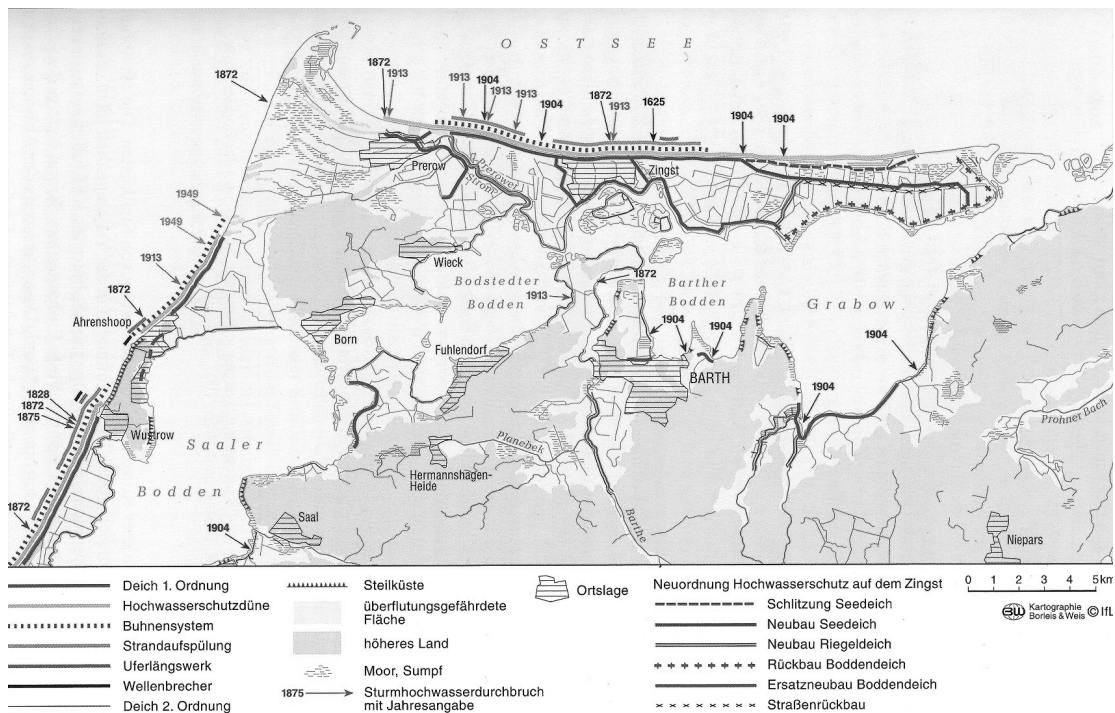 O S T S E E
1872
1872
1913
1913
1904
1913
1913
1904
1872
1913
1625
1904
1904
Prerow
Prerower
Strom
Zingst
1949
1949
1913
1872
Ahrenshoop
Wieck
Bodstedter
Bodden
1913
1872
Barther
Bodden
Grabow
Born
Fuhlendorf
1904
1904
BARTH
1904
1904
1828
1872
1875
Wustrow
Saaler
Bodden
1872
Hermannshagen-
Heide
Planebek
Prohner Bach
Saal
1904
Barthe
Niepars
Deich 1. Ordnung
Hochwasserschutzdüne
Buhnensystem
Strandaufspülung
Uferlängswerk
Wellenbrecher
Deich 2. Ordnung
Steilküste
überflutungsgefährdete
Fläche
höheres Land
Moor, Sumpf
1875
Sturmhochwasserdurchbruch
mit Jahresangabe
Ortslage
Neuordnung Hochwasserschutz auf dem Zingst
Schlitzung Seedeich
Neubau Seedeich
Neubau Riegeldeich
Rückbau Boddendeich
Ersatzneubau Boddendeich
Straßenrückbau
0 1 2 3 4 5 km
BW Kartographie
Borleis & Weis
© IfL